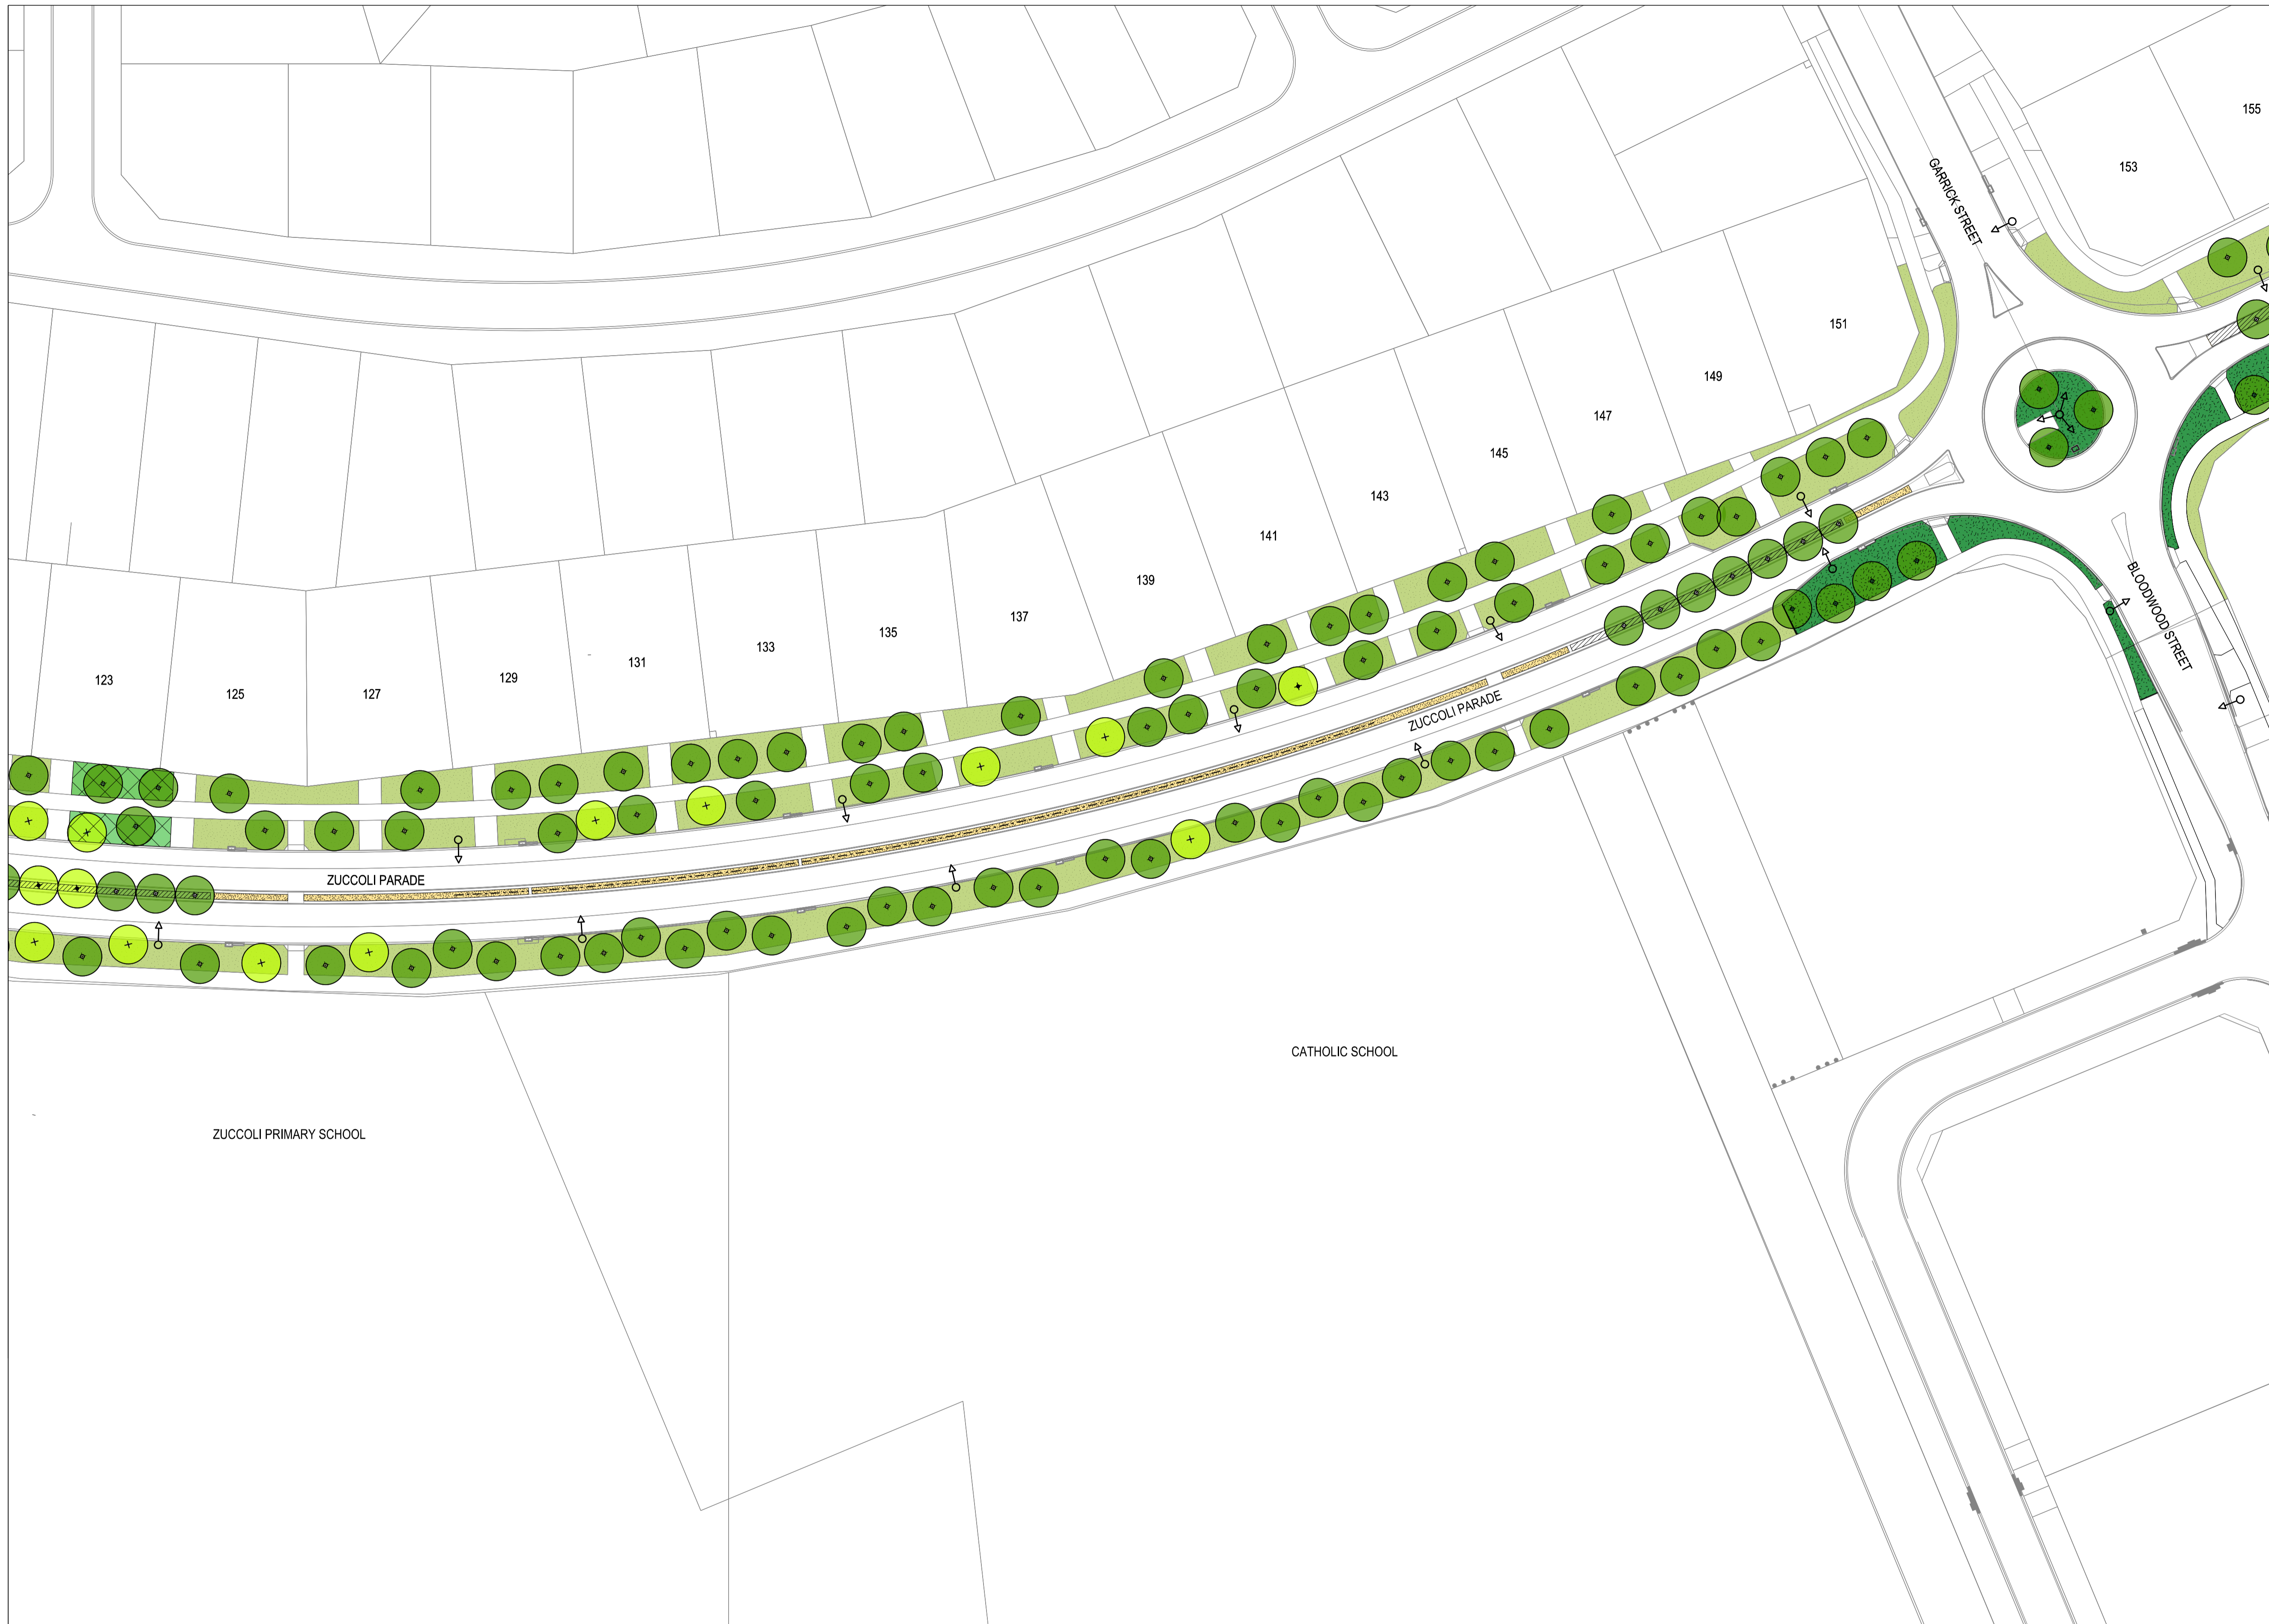 155
153
GARRICK STREET
151
149
147
145
143
141
139
137
135
133
131
129
127
125
123
BLOODWOOD STREET
ZUCCOLI PARADE
ZUCCOLI PARADE
CATHOLIC SCHOOL
ZUCCOLI PRIMARY SCHOOL